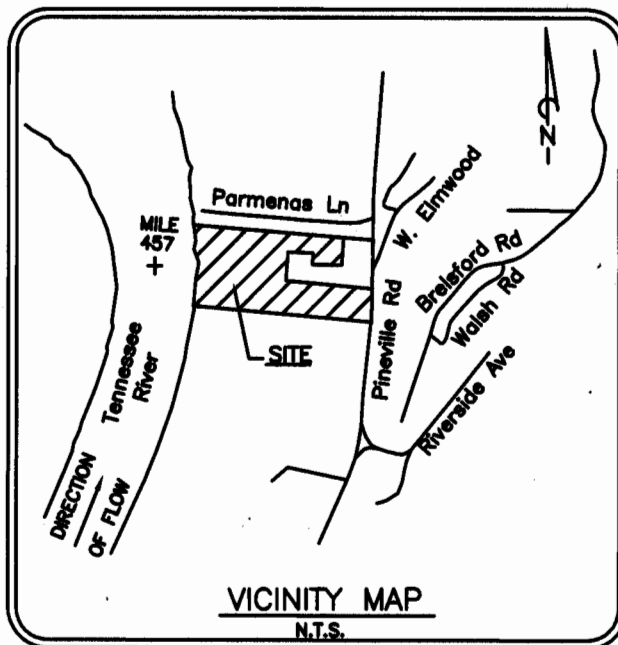 N
Parmenas Ln
W. Elmwood
MILE
457
Brelsford Rd
Walsh Rd
Pineville Rd
SITE
Tennessee
River
Riverside Ave
DIRECTION
OF FLOW
VICINITY MAP
N.T.S.